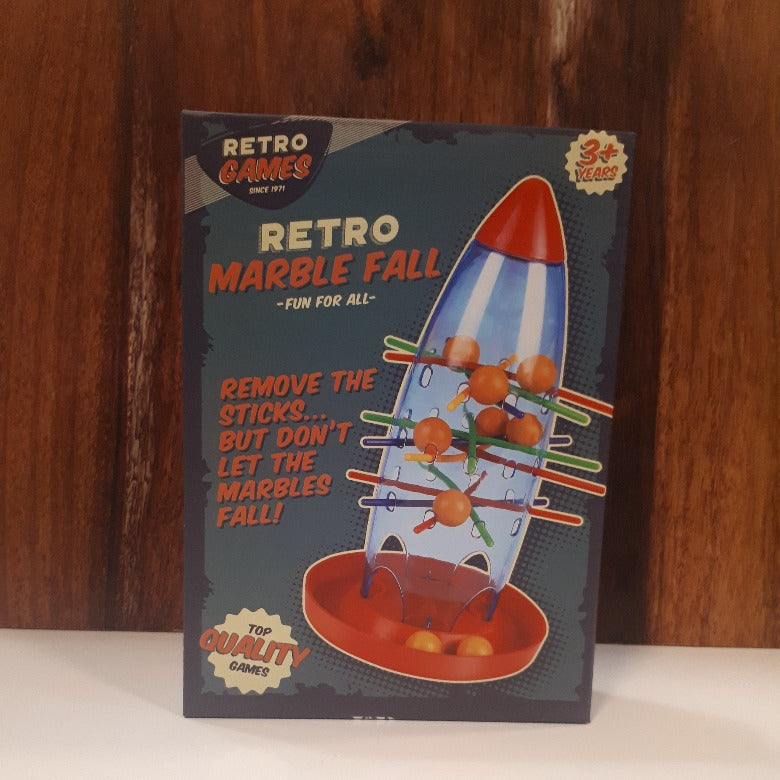 RETRO
GAMES
SINCE 1971
3+
YEARS
RETRO
MARBLE FALL
-FUN FOR ALL-
REMOVE THE
STICKS...
BUT DON'T
LET THE
MARBLES
FALL!
TOP
QUALITY
GAMES